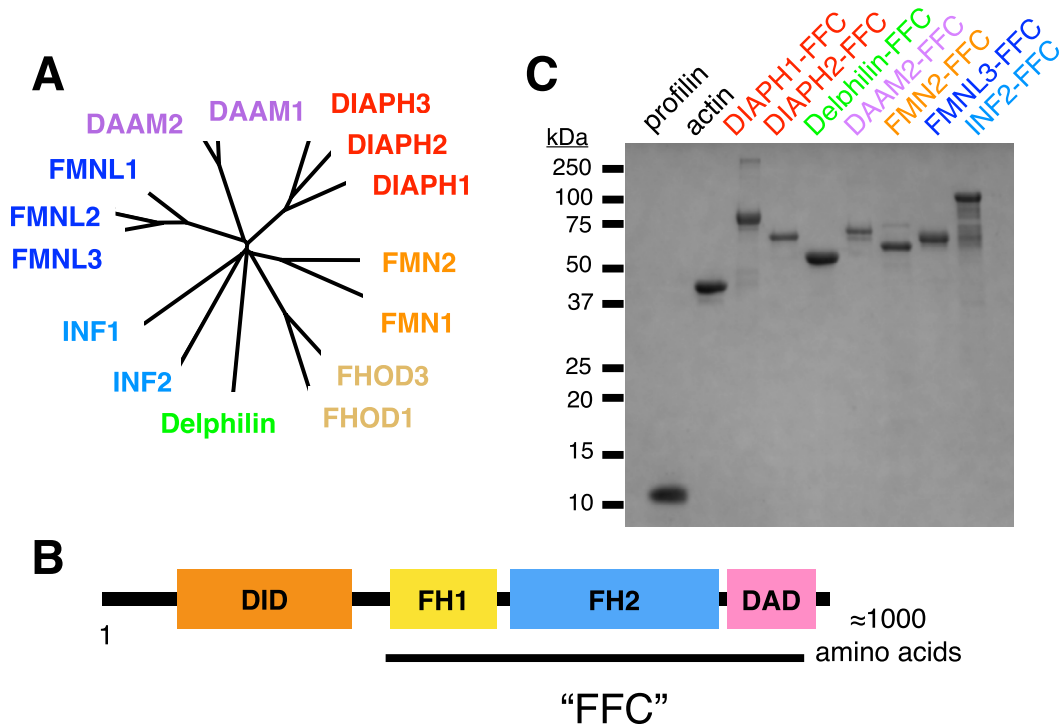 A
DAAM2
DAAM1
DIAPH3
DIAPH2
DIAPH1
FMNL1
FMNL2
FMNL3
FMN2
FMN1
INF1
INF2
FHOD3
FHOD1
Delphilin
C
profilin
actin
DIAPH1-FFC
DIAPH2-FFC
Delphilin-FFC
DAAM2-FFC
FMN2-FFC
FMNL3-FFC
INF2-FFC
kDa
250
100
75
50
37
25
20
15
10
B
DID
FH1
FH2
DAD
1
≈1000
amino acids
“FFC”